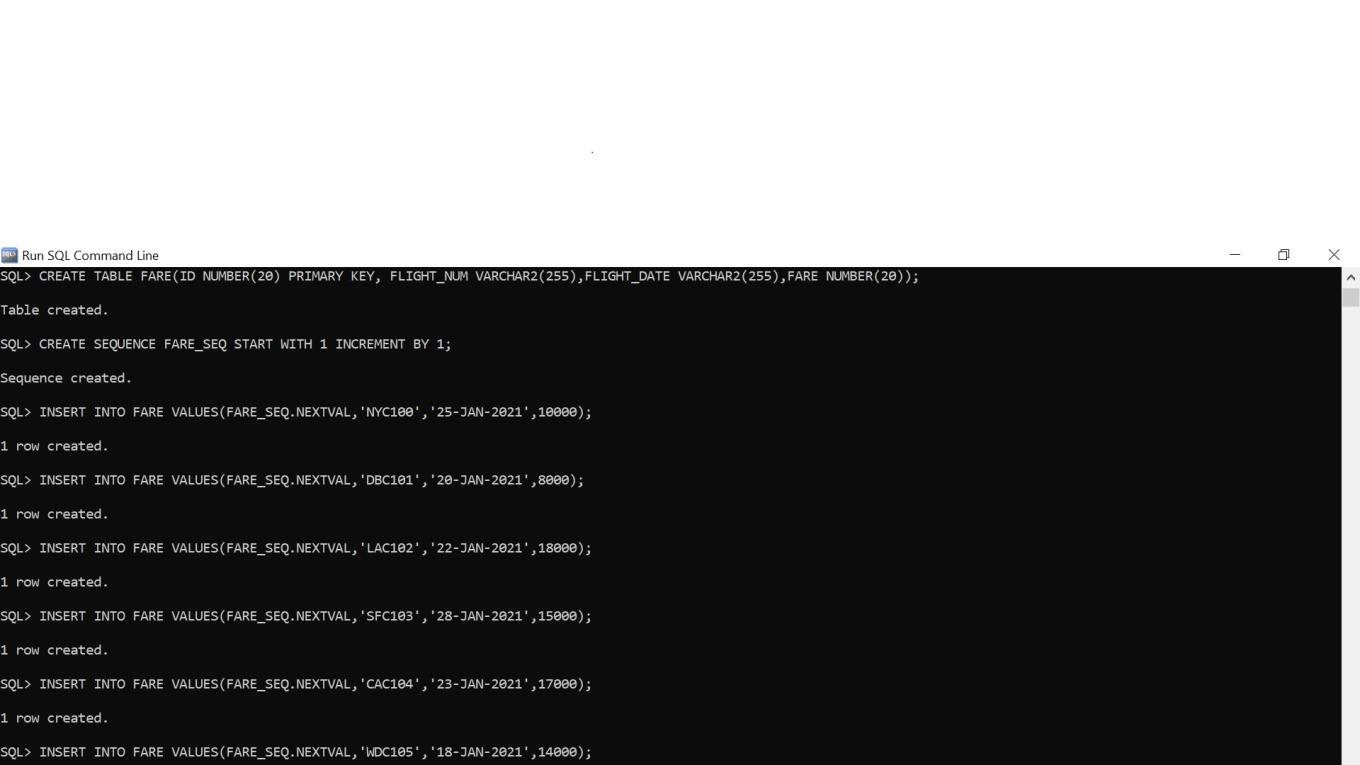 Run SQL Command Line
SQL> CREATE TABLE FARE(ID NUMBER(20) PRIMARY KEY, FLIGHT_NUM VARCHAR2(255),FLIGHT_DATE VARCHAR2(255),FARE NUMBER(20));
Table created.
SQL> CREATE SEQUENCE FARE_SEQ START WITH 1 INCREMENT BY 1;
Sequence created.
SQL> INSERT INTO FARE VALUES(FARE_SEQ.NEXTVAL,'NYC100','25-JAN-2021',10000);
1 row created.
SQL> INSERT INTO FARE VALUES(FARE_SEQ.NEXTVAL,'DBC101','20-JAN-2021',8000);
1 row created.
SQL> INSERT INTO FARE VALUES(FARE_SEQ.NEXTVAL,'LAC102','22-JAN-2021',18000);
1 row created.
SQL> INSERT INTO FARE VALUES(FARE_SEQ.NEXTVAL,'SFC103','28-JAN-2021',15000);
1 row created.
SQL> INSERT INTO FARE VALUES(FARE_SEQ.NEXTVAL,'CAC104','23-JAN-2021',17000);
1 row created.
SQL> INSERT INTO FARE VALUES(FARE_SEQ.NEXTVAL,'WDC105','18-JAN-2021',14000);